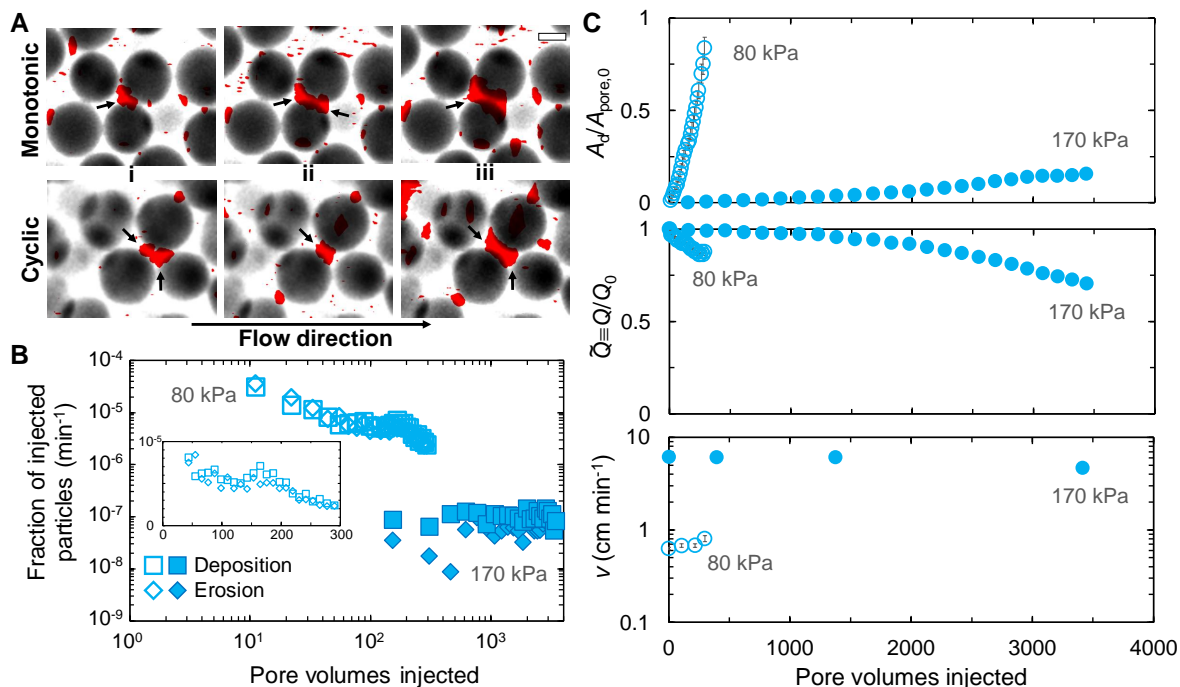 A
Monotonic
i
ii
iii
Cyclic
Flow direction
B
Fraction of injected
particles (min⁻¹)
10⁻⁴
10⁻⁵
10⁻⁶
10⁻⁷
10⁻⁸
10⁻⁹
80 kPa
10⁻⁵
0
0
100
200
300
Deposition
Erosion
170 kPa
10⁰
10¹
10²
10³
Pore volumes injected
C
A_d/A_pore,0
1
0.5
0
80 kPa
170 kPa
Q̃≡Q/Q₀
1
0.5
0
80 kPa
170 kPa
v (cm min⁻¹)
10
1
0.1
170 kPa
80 kPa
0
1000
2000
3000
4000
Pore volumes injected